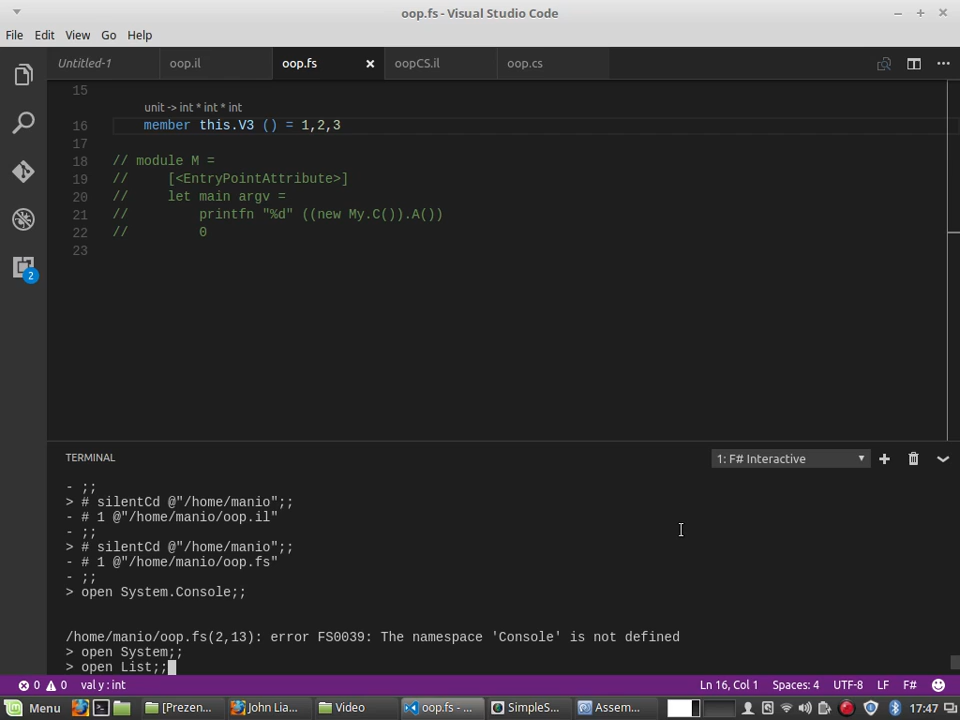 oop.fs - Visual Studio Code
File Edit View Go Help
Untitled-1 oop.il oop.fs oopCS.il oop.cs
15
unit -> int * int * int
16 member this.V3 () = 1,2,3
17
18 // module M =
19 //     [<EntryPointAttribute>]
20 //     let main argv =
21 //         printfn "%d" ((new My.C()).A())
22 //         0
23
2
TERMINAL
1: F# Interactive
- ;;
> # silentCd @"/home/manio";;
- # 1 @"/home/manio/oop.il"
- ;;
> # silentCd @"/home/manio";;
- # 1 @"/home/manio/oop.fs"
- ;;
> open System.Console;;
/home/manio/oop.fs(2,13): error FS0039: The namespace 'Console' is not defined
> open System;;
> open List;;
0 0 val y : int Ln 16, Col 1 Spaces: 4 UTF-8 LF F#
Menu [Prezen... John Lia... Video oop.fs - ... SimpleS... Assem... 17:47